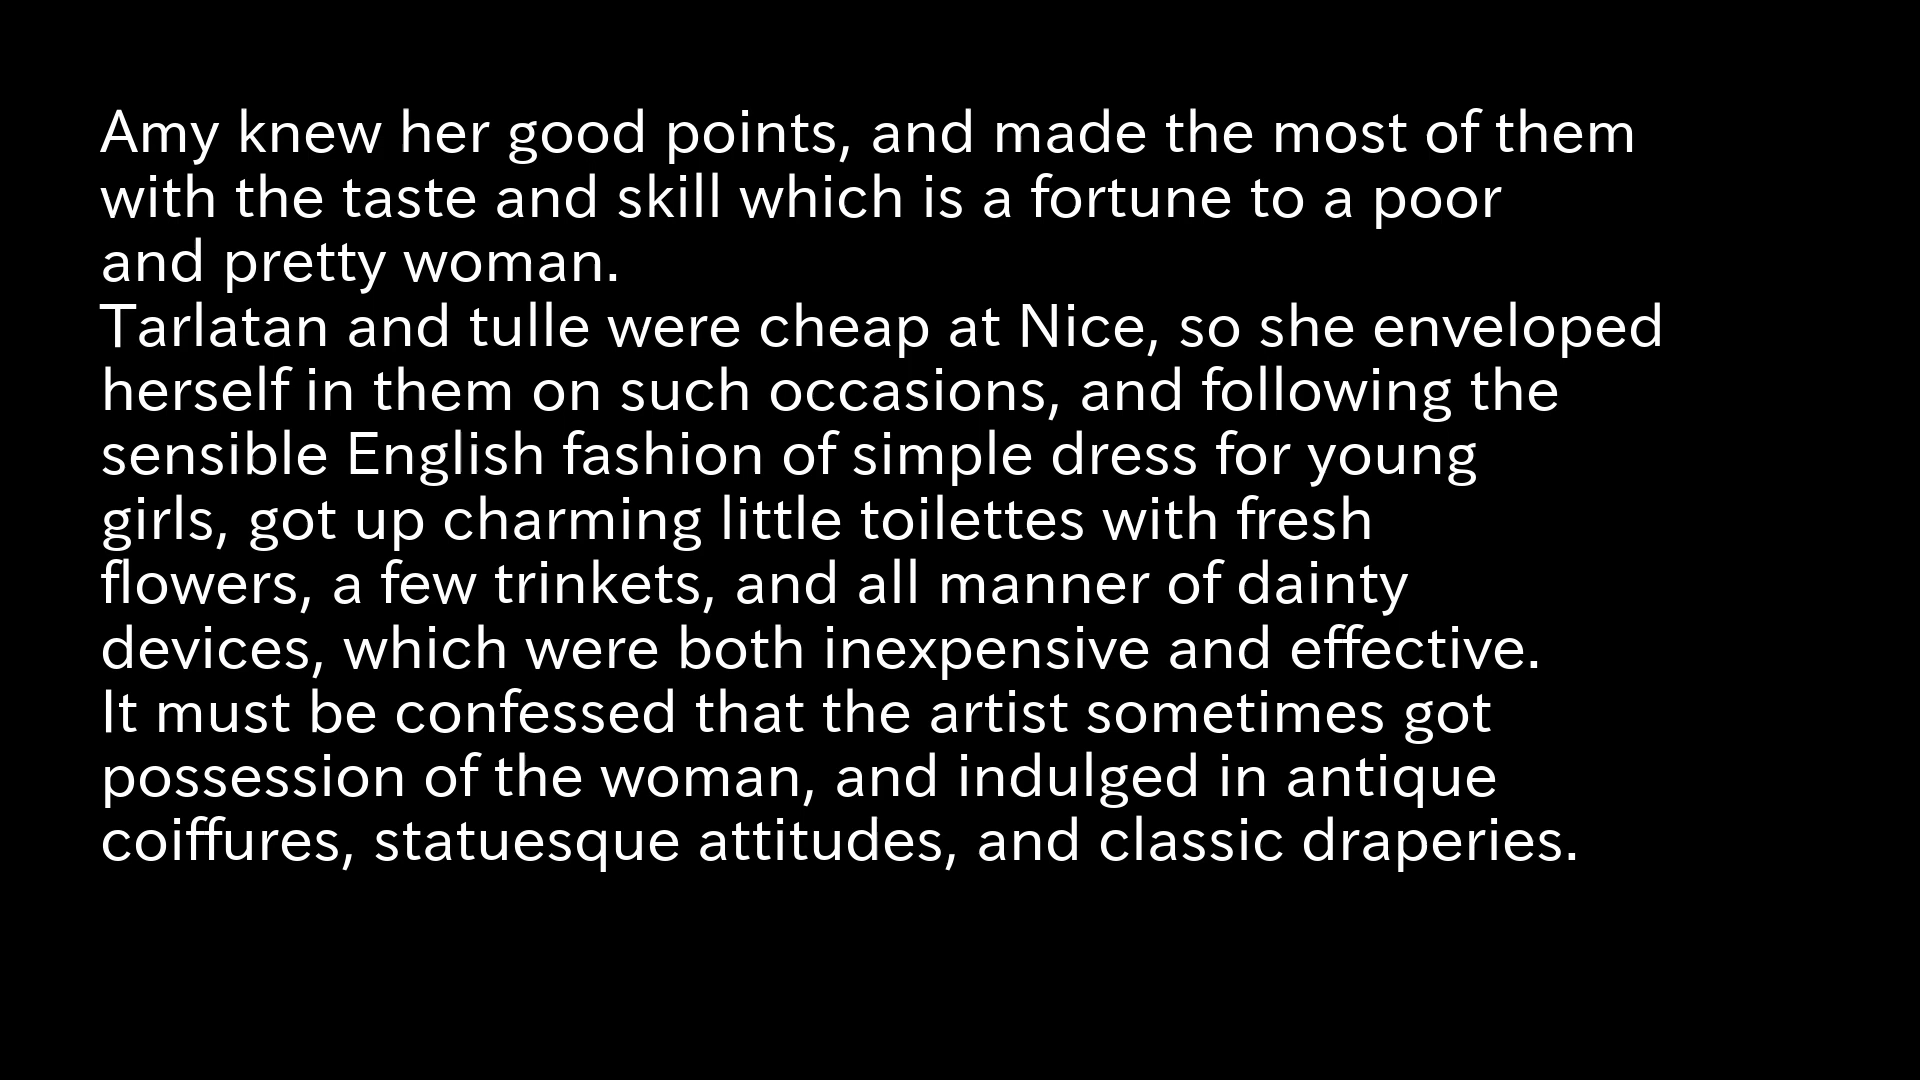 Amy knew her good points, and made the most of them
with the taste and skill which is a fortune to a poor
and pretty woman.
Tarlatan and tulle were cheap at Nice, so she enveloped
herself in them on such occasions, and following the
sensible English fashion of simple dress for young
girls, got up charming little toilettes with fresh
flowers, a few trinkets, and all manner of dainty
devices, which were both inexpensive and effective.
It must be confessed that the artist sometimes got
possession of the woman, and indulged in antique
coiffures, statuesque attitudes, and classic draperies.